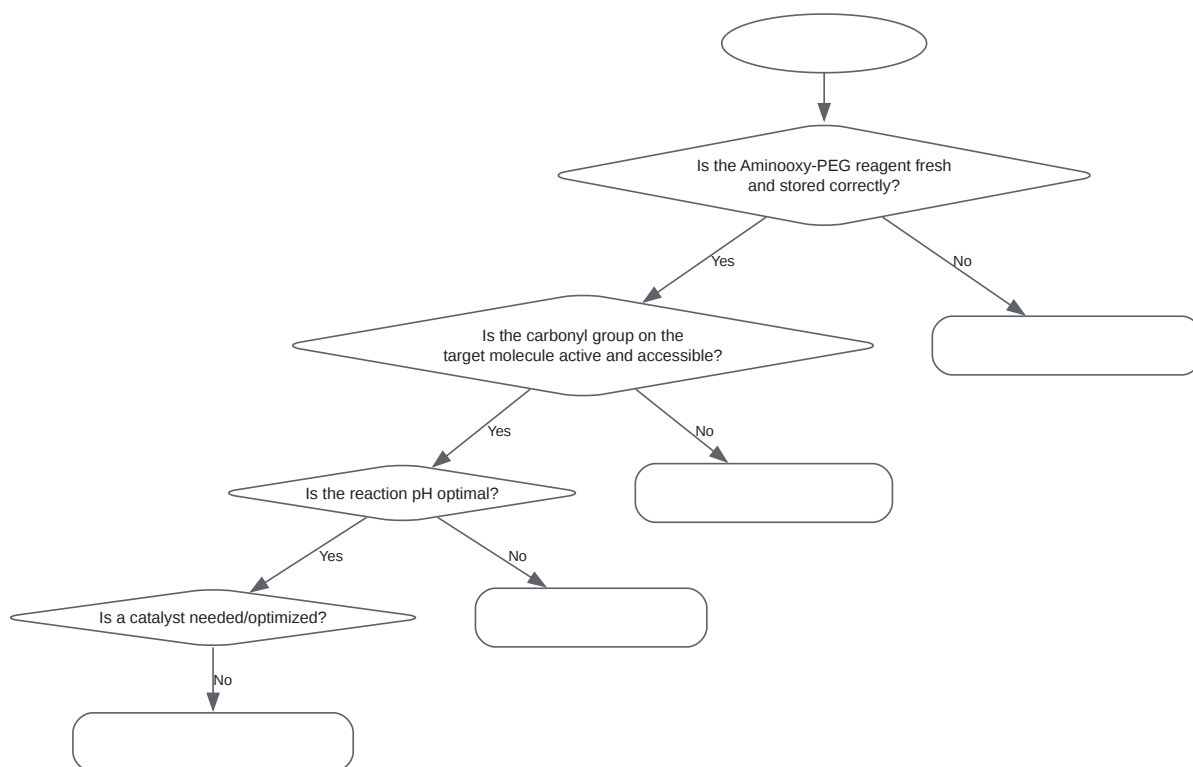 Is the Aminooxy-PEG reagent fresh
and stored correctly?
Yes
No
Is the carbonyl group on the
target molecule active and accessible?
Yes
No
Is the reaction pH optimal?
Yes
No
Is a catalyst needed/optimized?
No